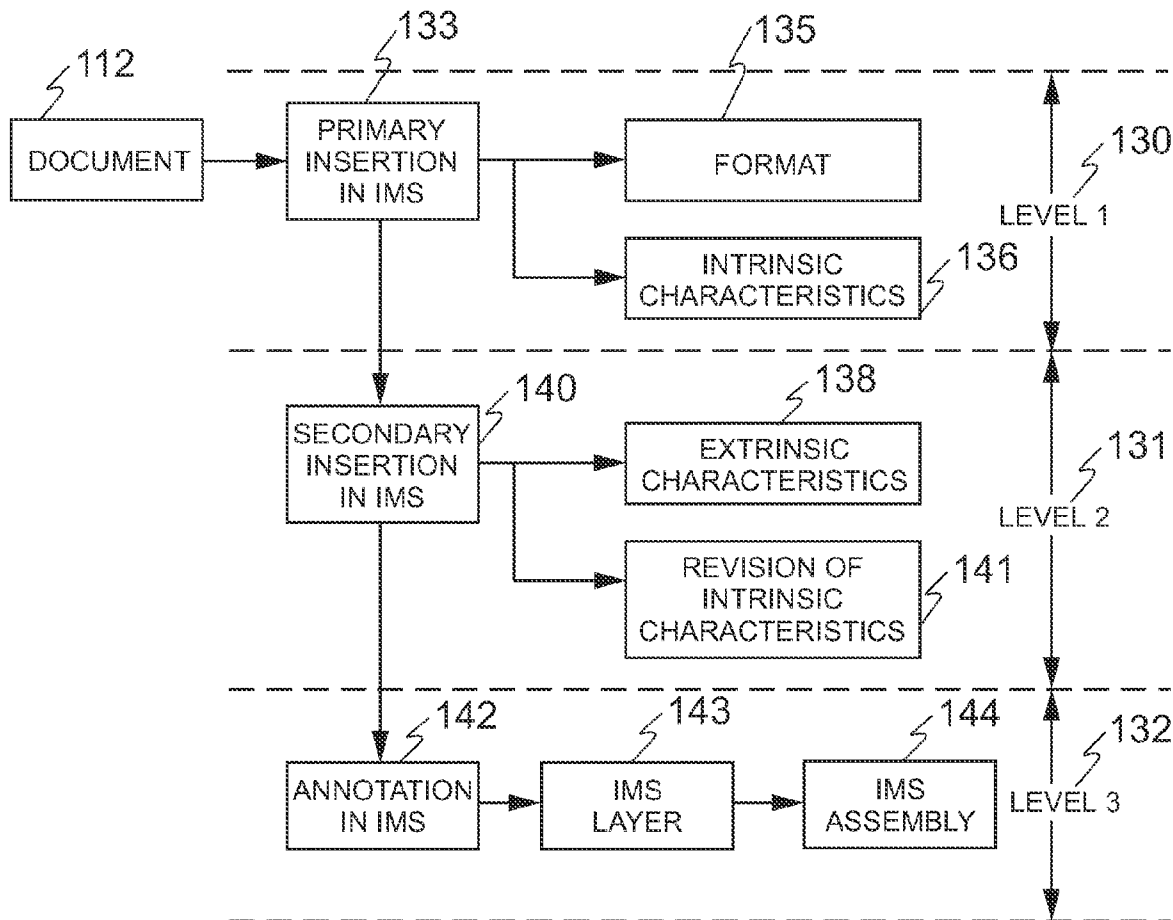 133
135
112
DOCUMENT
PRIMARY
INSERTION
IN IMS
FORMAT
130
LEVEL 1
INTRINSIC
CHARACTERISTICS
136
140
138
SECONDARY
INSERTION
IN IMS
EXTRINSIC
CHARACTERISTICS
131
LEVEL 2
REVISION OF
INTRINSIC
CHARACTERISTICS
141
142
143
144
132
ANNOTATION
IN IMS
IMS
LAYER
IMS
ASSEMBLY
LEVEL 3